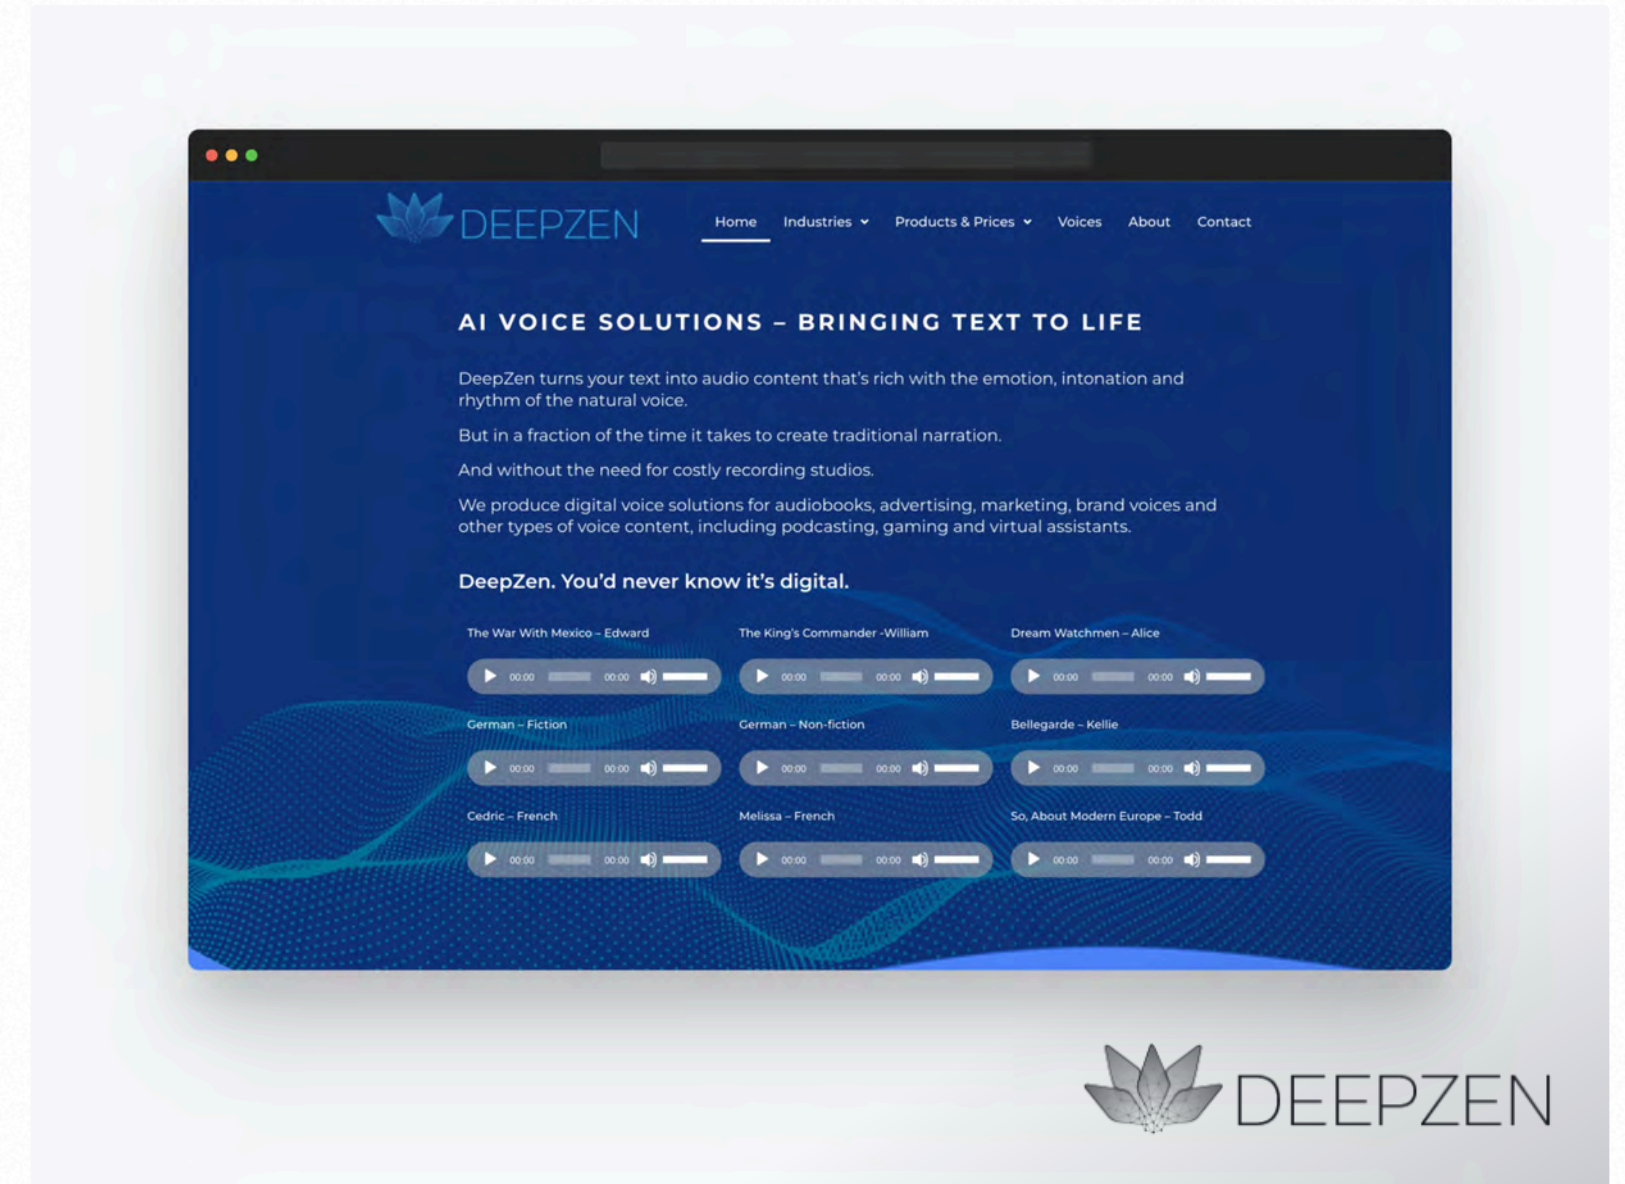 DEEPZEN
Home Industries Products & Prices Voices About Contact
AI VOICE SOLUTIONS – BRINGING TEXT TO LIFE
DeepZen turns your text into audio content that's rich with the emotion, intonation and
rhythm of the natural voice.
But in a fraction of the time it takes to create traditional narration.
And without the need for costly recording studios.
We produce digital voice solutions for audiobooks, advertising, marketing, brand voices and
other types of voice content, including podcasting, gaming and virtual assistants.
DeepZen. You'd never know it's digital.
The War With Mexico – Edward The King's Commander -William Dream Watchmen – Alice
00:00 00:00 00:00 00:00 00:00 00:00
German – Fiction German – Non-fiction Bellegarde – Kellie
00:00 00:00 00:00 00:00 00:00 00:00
Cedric – French Melissa – French So, About Modern Europe – Todd
00:00 00:00 00:00 00:00 00:00 00:00
DEEPZEN